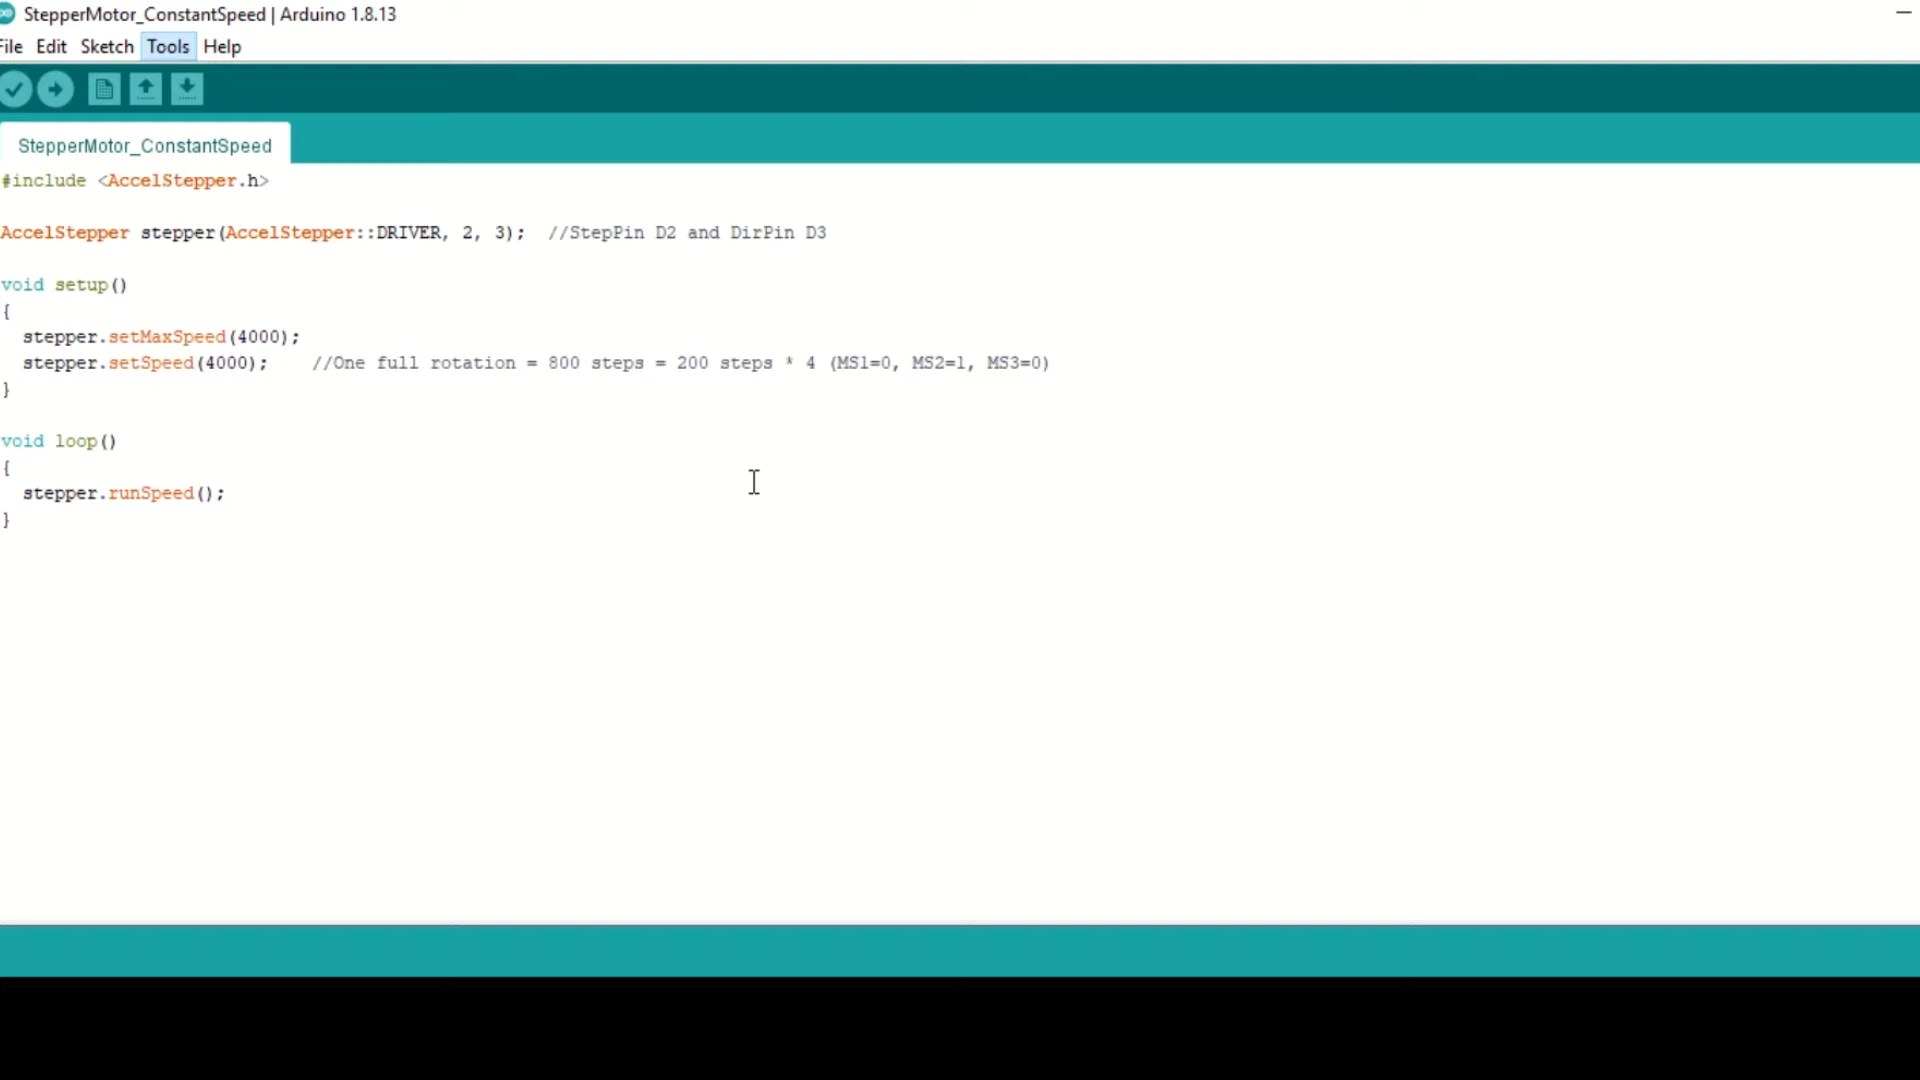 StepperMotor_ConstantSpeed | Arduino 1.8.13
File Edit Sketch Tools Help
StepperMotor_ConstantSpeed
#include <AccelStepper.h>
AccelStepper stepper(AccelStepper::DRIVER, 2, 3);  //StepPin D2 and DirPin D3
void setup()
{
  stepper.setMaxSpeed(4000);
  stepper.setSpeed(4000);    //One full rotation = 800 steps = 200 steps * 4 (MS1=0, MS2=1, MS3=0)
}
void loop()
{
  stepper.runSpeed();
}